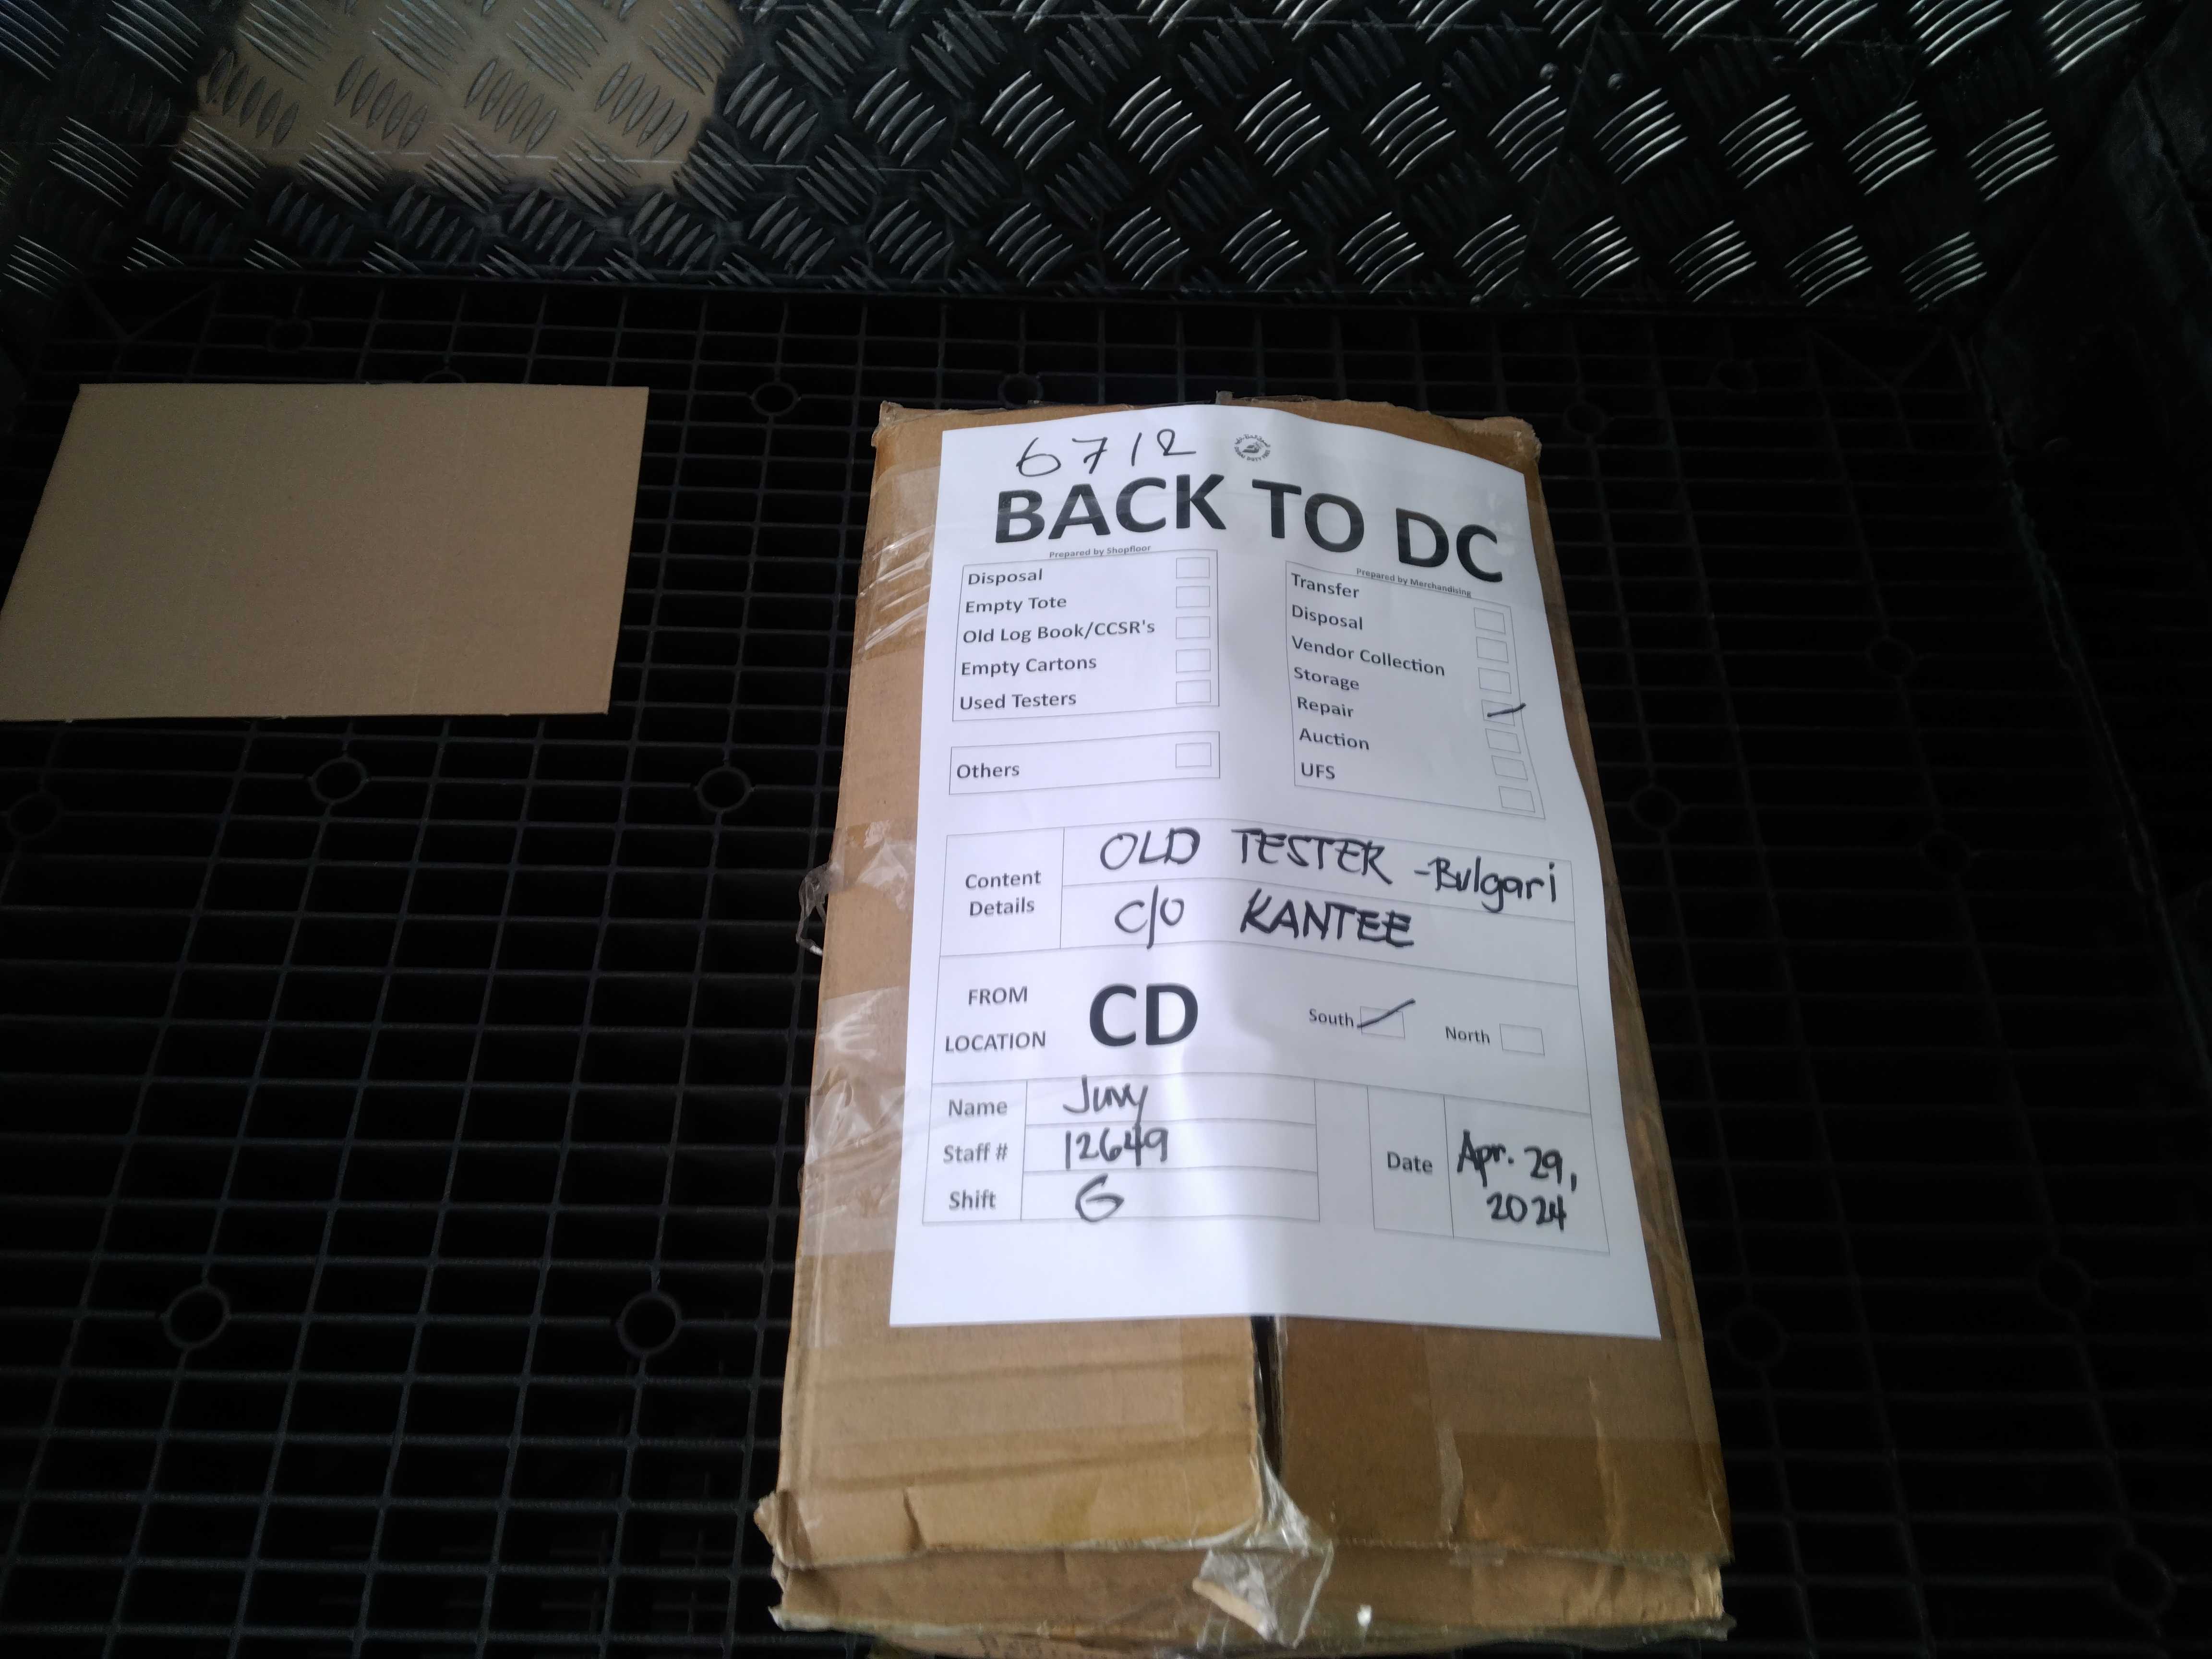 6712
BACK TO DC
Prepared by Shopfloor
Disposal
Empty Tote
Old Log Book/CCSR's
Empty Cartons
Used Testers
Others
Prepared by Merchandising
Transfer
Disposal
Vendor Collection
Storage
Repair
Auction
UFS
Content Details
OLD TESTER - Bulgari
C/O KANTEE
FROM
LOCATION
CD
South
North
Name
Staff # 12649
Shift G
Date
Apr. 29,
2024